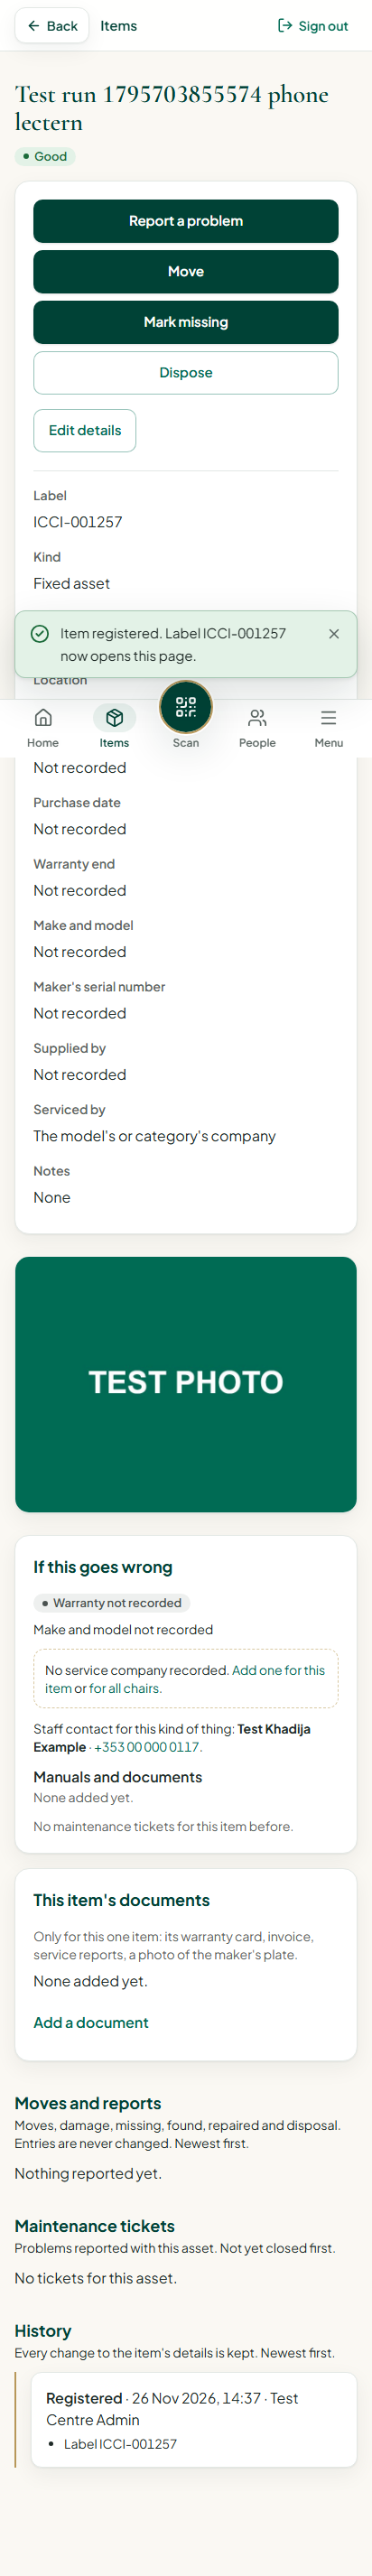 Back
Items
Sign out
Test run 1795703855574 phone
lectern
Good
Report a problem
Move
Mark missing
Dispose
Edit details
Label
ICCI-001257
Kind
Fixed asset
Item registered. Label ICCI-001257
now opens this page.
Location
Home
Items
Scan
People
Menu
Not recorded
Purchase date
Not recorded
Warranty end
Not recorded
Make and model
Not recorded
Maker's serial number
Not recorded
Supplied by
Not recorded
Serviced by
The model's or category's company
Notes
None
TEST PHOTO
If this goes wrong
Warranty not recorded
Make and model not recorded
No service company recorded. Add one for this
item or for all chairs.
Staff contact for this kind of thing: Test Khadija
Example · +353 00 000 0117.
Manuals and documents
None added yet.
No maintenance tickets for this item before.
This item's documents
Only for this one item: its warranty card, invoice,
service reports, a photo of the maker's plate.
None added yet.
Add a document
Moves and reports
Moves, damage, missing, found, repaired and disposal.
Entries are never changed. Newest first.
Nothing reported yet.
Maintenance tickets
Problems reported with this asset. Not yet closed first.
No tickets for this asset.
History
Every change to the item's details is kept. Newest first.
Registered · 26 Nov 2026, 14:37 · Test
Centre Admin
Label ICCI-001257